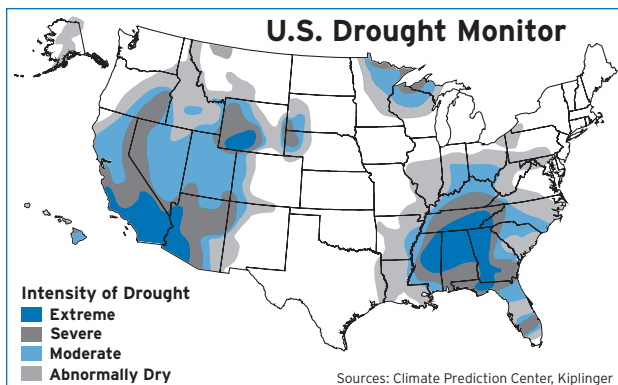 U.S. Drought Monitor
Intensity of Drought
Extreme
Severe
Moderate
Abnormally Dry
Sources: Climate Prediction Center, Kiplinger